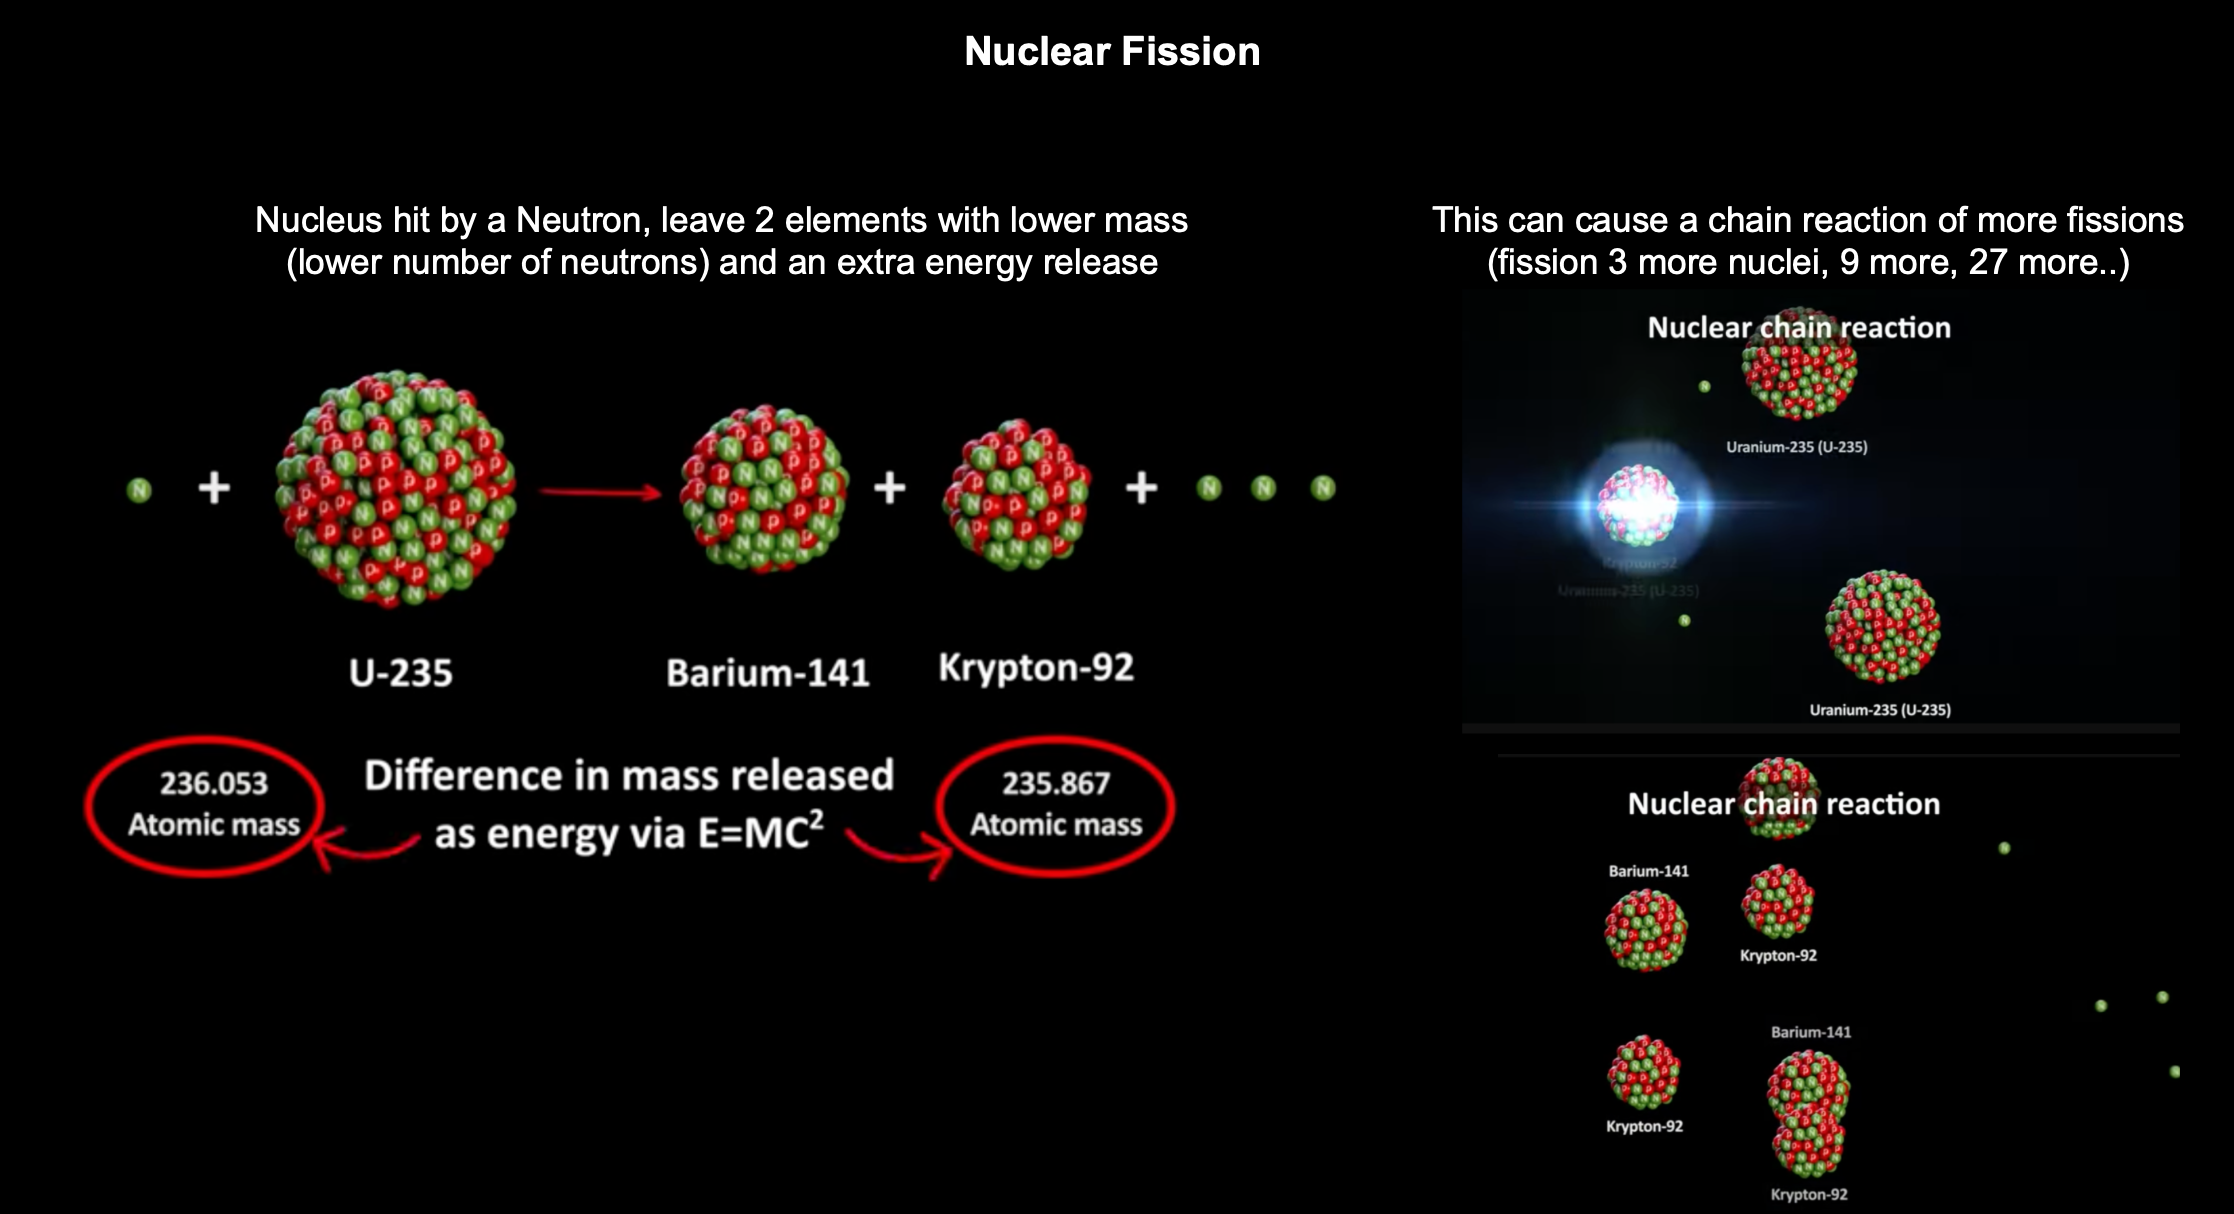 Nuclear Fission
Nucleus hit by a Neutron, leave 2 elements with lower mass
(lower number of neutrons) and an extra energy release
N + → + + N N N
U-235
Barium-141
Krypton-92
236.053
Atomic mass
Difference in mass released
as energy via E=MC²
235.867
Atomic mass
This can cause a chain reaction of more fissions
(fission 3 more nuclei, 9 more, 27 more..)
Nuclear chain reaction
Uranium-235 (U-235)
Krypton-92
Uranium-235 (U-235)
Uranium-235 (U-235)
Nuclear chain reaction
Barium-141
Krypton-92
Barium-141
Krypton-92
Krypton-92